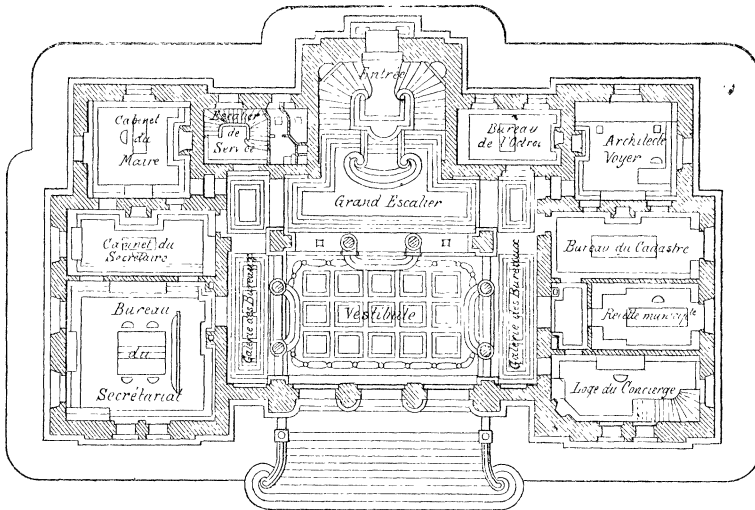 Entrée
Cabinet
du
Maire
Escalier
de
Service
Bureau
de l'Octroi
Architecte
Voyer
Grand Escalier
Cabinet du
Secrétaire
Bureau du Cadastre
Galerie des Bureaux
Vestibule
Galerie des Bureaux
Bureau
du
Secrétariat
Recette municiple
Loge du Concierge